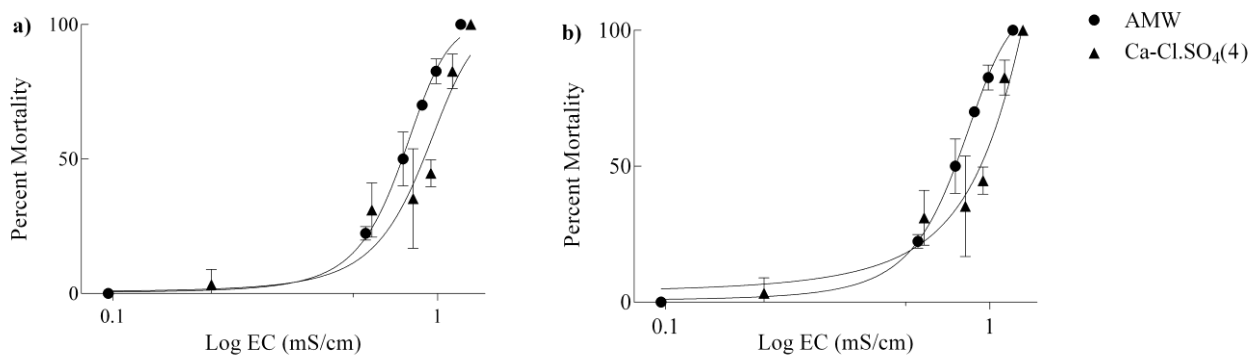 a)
Percent Mortality
100
50
0
0.1
1
Log EC (mS/cm)
b)
Percent Mortality
100
50
0
0.1
1
Log EC (mS/cm)
AMW
Ca-Cl.SO₄(4)